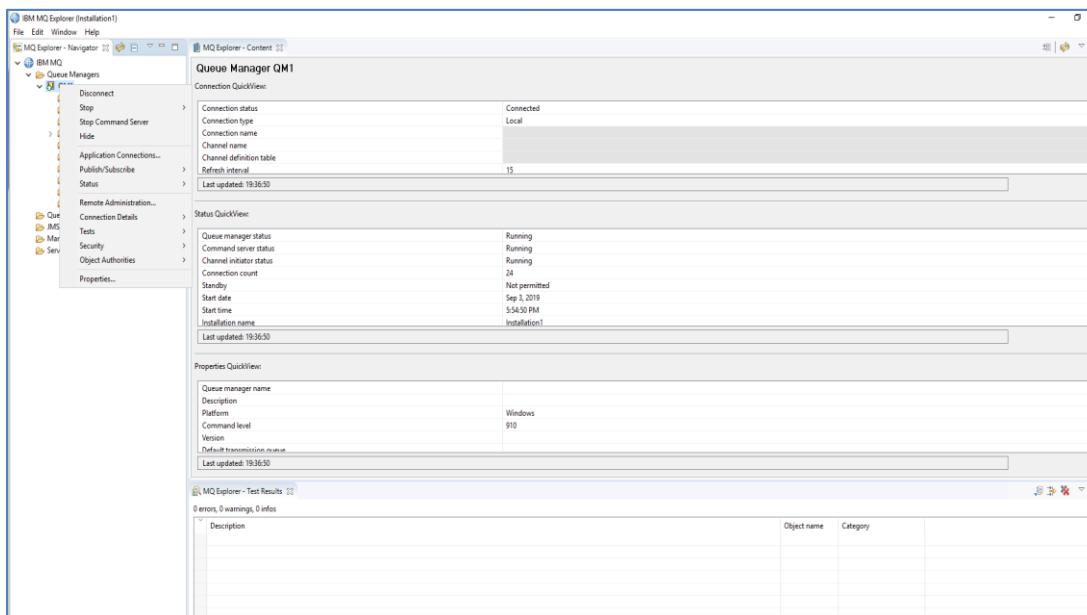 IBM MQ Explorer (Installation1)
File Edit Window Help
MQ Explorer - Navigator
IBM MQ
Queue Managers
Disconnect
Stop
Stop Command Server
Hide
Application Connections...
Publish/Subscribe
Status
Remote Administration...
Connection Details
Tests
Security
Object Authorities
Properties...
Que
JMS
Mar
Serv
MQ Explorer - Content
Queue Manager QM1
Connection QuickView:
Connection status Connected
Connection type Local
Connection name
Channel name
Channel definition table
Refresh interval 15
Last updated: 19:36:50
Status QuickView:
Queue manager status Running
Command server status Running
Channel initiator status Running
Connection count 24
Standby Not permitted
Start date Sep 3, 2019
Start time 5:54:50 PM
Installation name Installation1
Last updated: 19:36:50
Properties QuickView:
Queue manager name
Description
Platform Windows
Command level 910
Version
Default transmission queue
Last updated: 19:36:50
MQ Explorer - Test Results
0 errors, 0 warnings, 0 infos
Description Object name Category